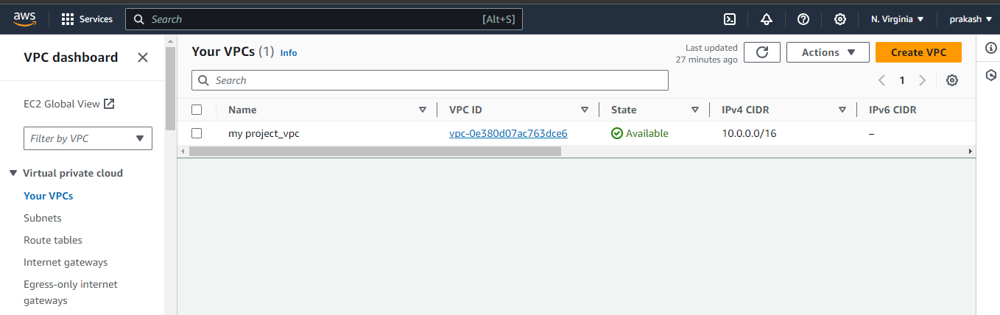 aws Services Search [Alt+S] N. Virginia prakash
VPC dashboard
EC2 Global View
Filter by VPC
Virtual private cloud
Your VPCs
Subnets
Route tables
Internet gateways
Egress-only internet
gateways
Your VPCs (1) Info
Last updated
27 minutes ago
Actions
Create VPC
Search
1
Name VPC ID State IPv4 CIDR IPv6 CIDR
my project_vpc vpc-0e380d07ac763dce6 Available 10.0.0.0/16 –